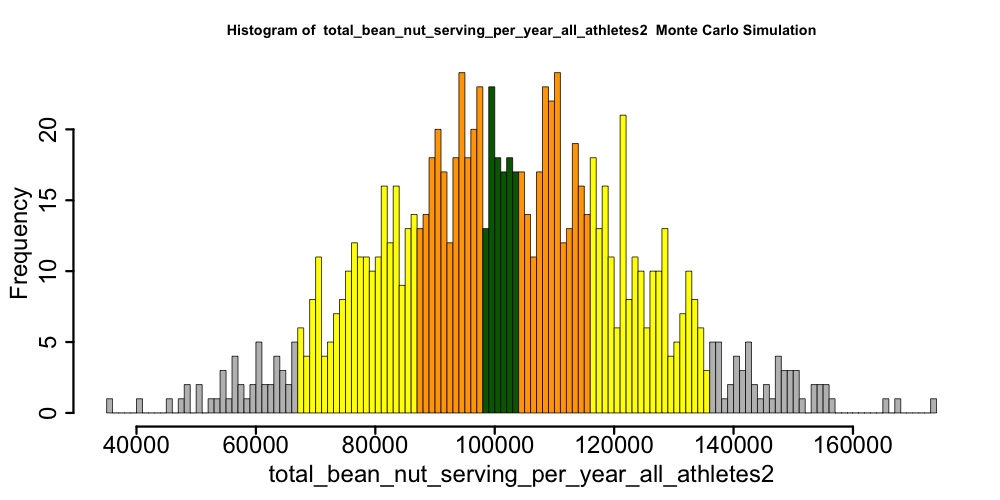 Histogram of  total_bean_nut_serving_per_year_all_athletes2  Monte Carlo Simulation
Frequency
20
15
10
5
0
40000 60000 80000 100000 120000 140000 160000
total_bean_nut_serving_per_year_all_athletes2